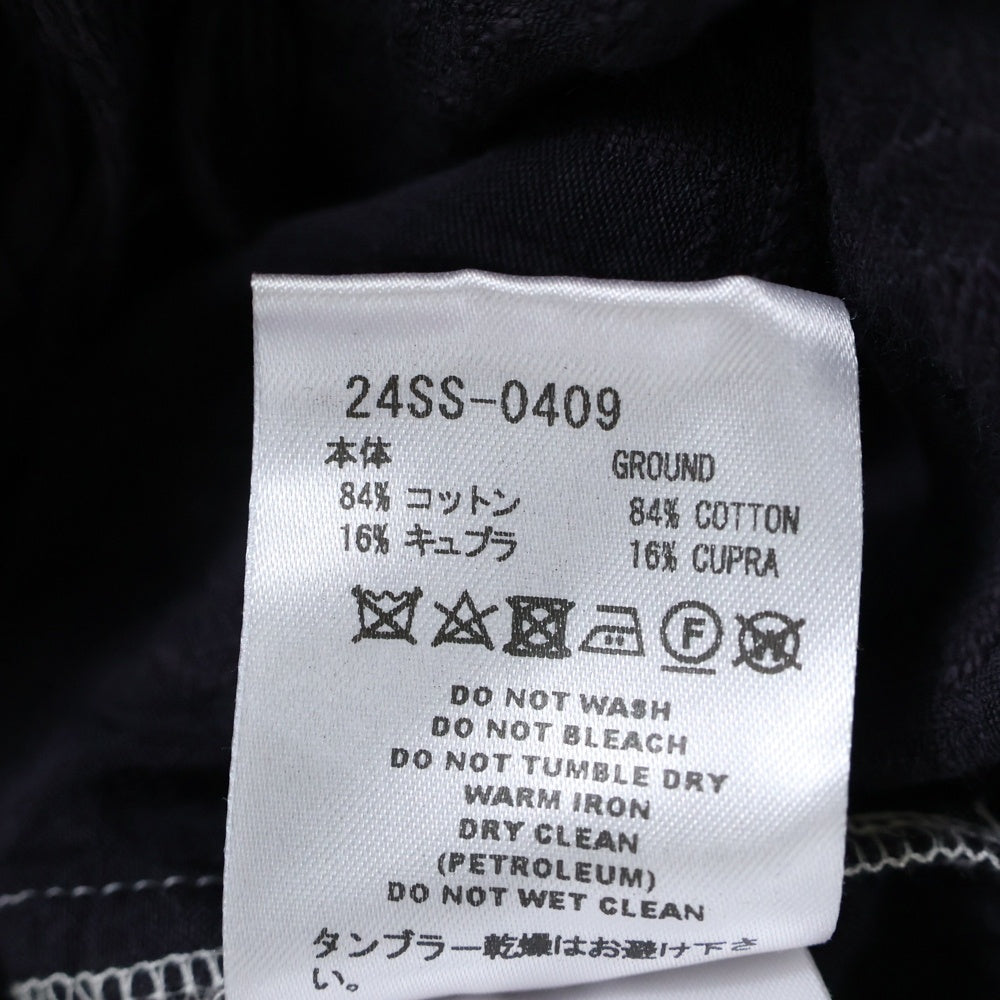 24SS-0409
本体
84% コットン
16% キュプラ
GROUND
84% COTTON
16% CUPRA
F
W
DO NOT WASH
DO NOT BLEACH
DO NOT TUMBLE DRY
WARM IRON
DRY CLEAN
(PETROLEUM)
DO NOT WET CLEAN
タンブラー乾燥はお避け下さ
い。